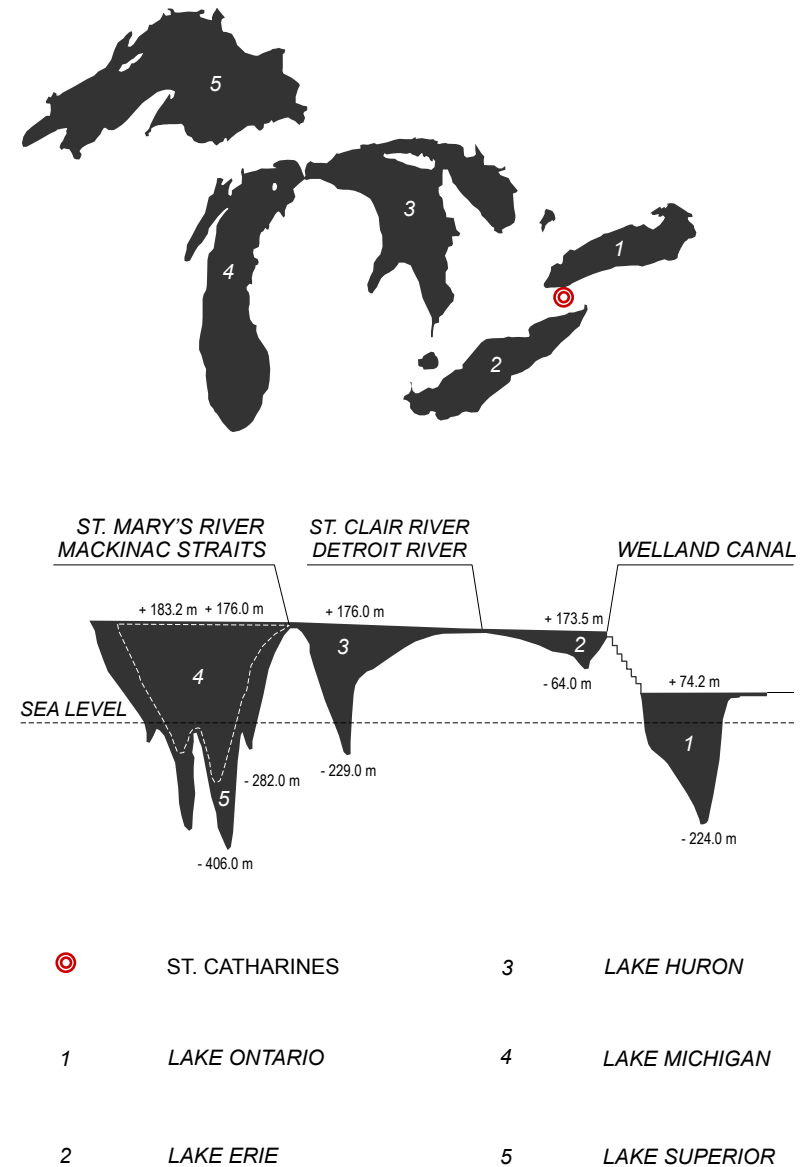 5
3
1
4
2
ST. MARY'S RIVER
MACKINAC STRAITS
ST. CLAIR RIVER
DETROIT RIVER
WELLAND CANAL
+ 183.2 m + 176.0 m
+ 176.0 m
+ 173.5 m
2
3
- 64.0 m
+ 74.2 m
4
SEA LEVEL
1
- 229.0 m
- 282.0 m
5
- 224.0 m
- 406.0 m
ST. CATHARINES
3 LAKE HURON
1 LAKE ONTARIO
4 LAKE MICHIGAN
2 LAKE ERIE
5 LAKE SUPERIOR